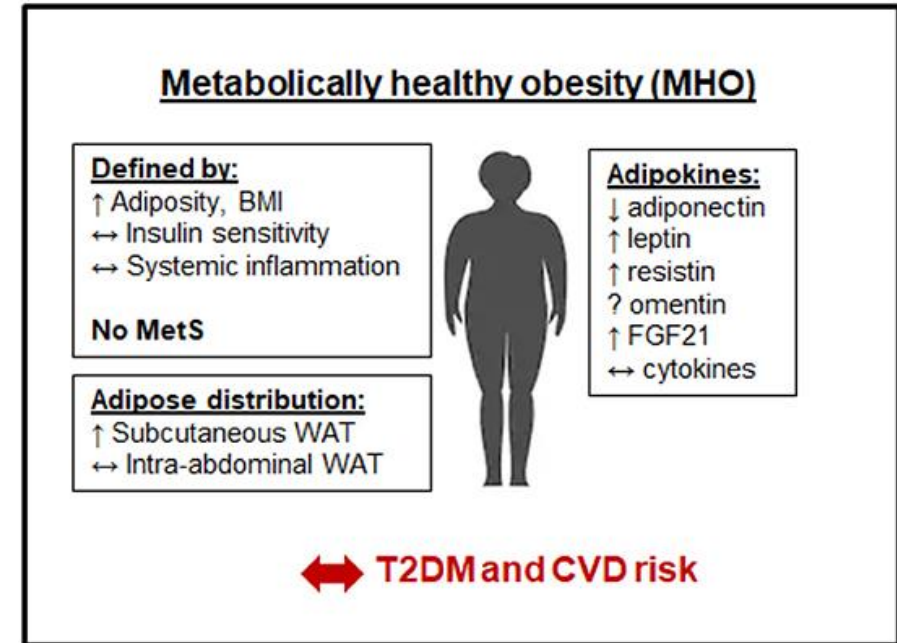 Metabolically healthy obesity (MHO)
Defined by:
↑ Adiposity, BMI
↔ Insulin sensitivity
↔ Systemic inflammation
No MetS
Adipose distribution:
↑ Subcutaneous WAT
↔ Intra-abdominal WAT
Adipokines:
↓ adiponectin
↑ leptin
↑ resistin
? omentin
↑ FGF21
↔ cytokines
↔ T2DM and CVD risk